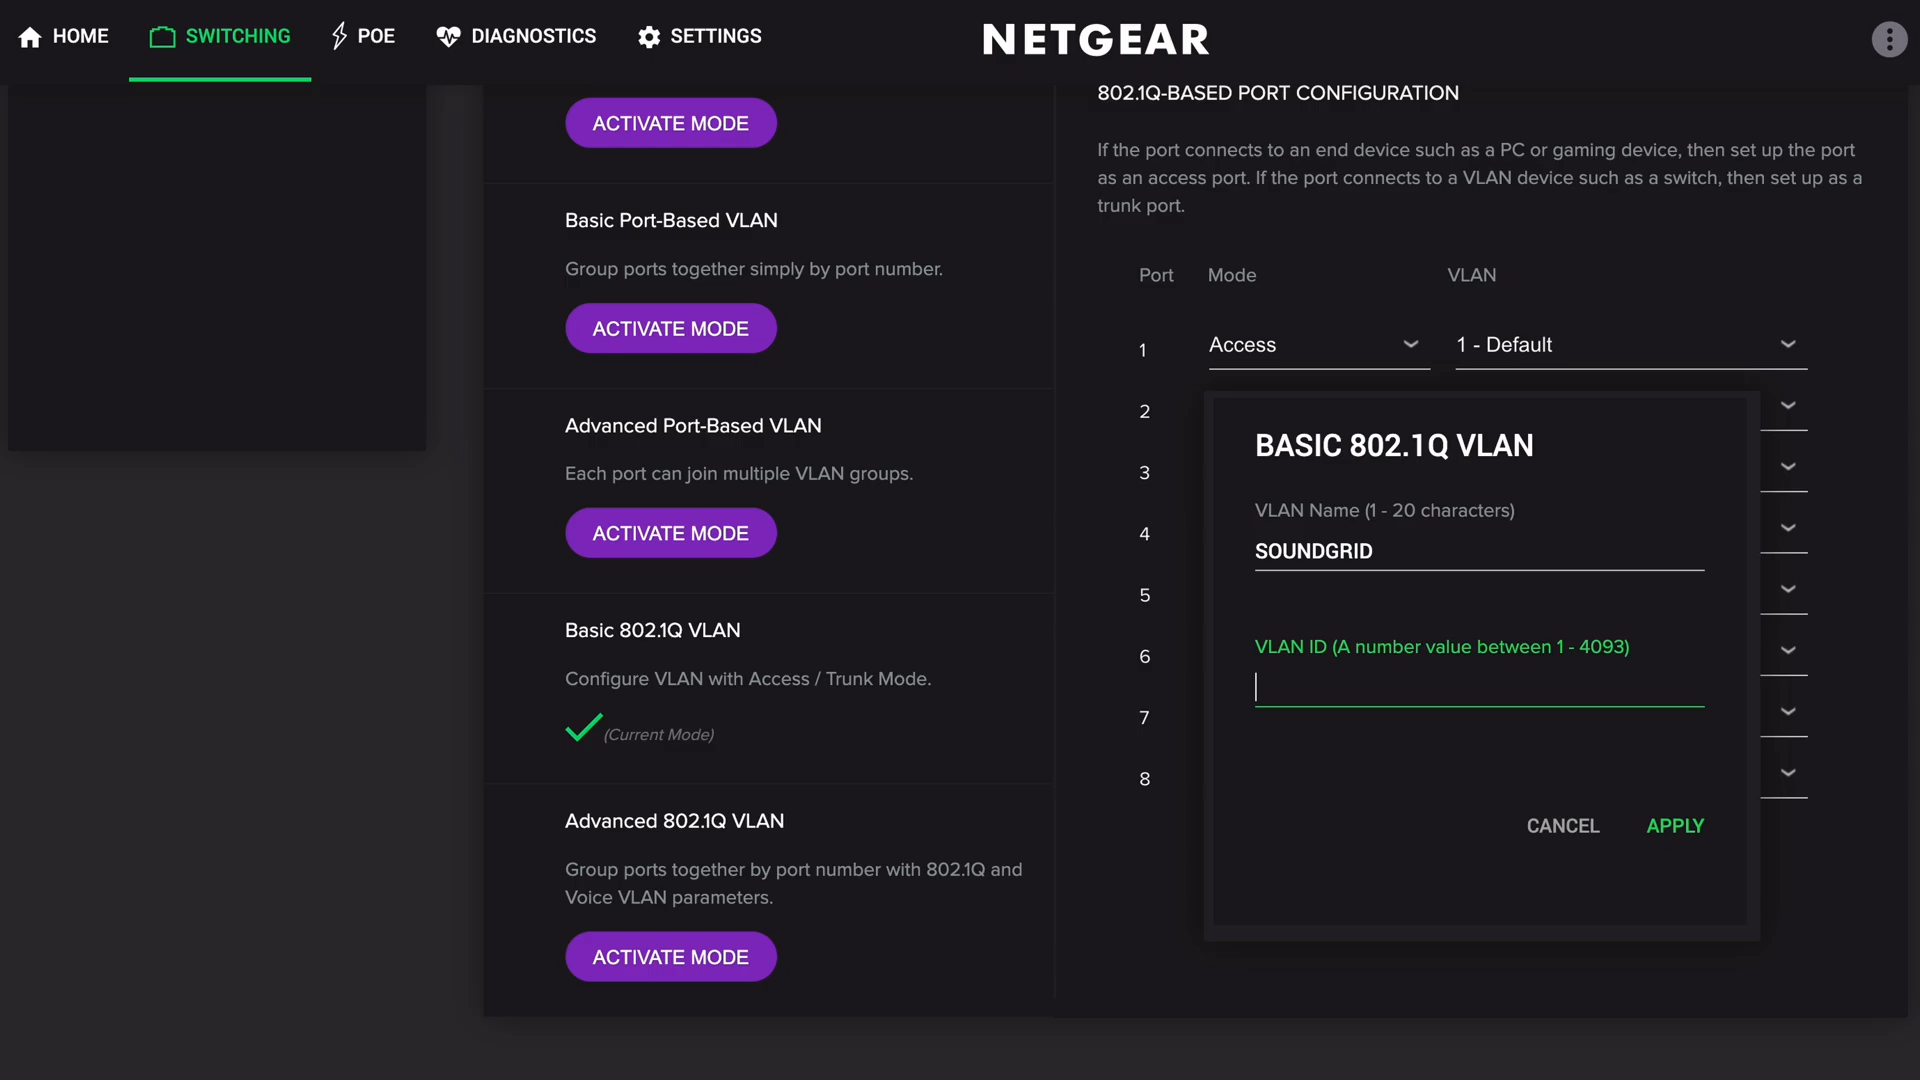 HOME
SWITCHING
POE
DIAGNOSTICS
SETTINGS
NETGEAR
ACTIVATE MODE
Basic Port-Based VLAN
Group ports together simply by port number.
ACTIVATE MODE
Advanced Port-Based VLAN
Each port can join multiple VLAN groups.
ACTIVATE MODE
Basic 802.1Q VLAN
Configure VLAN with Access / Trunk Mode.
(Current Mode)
Advanced 802.1Q VLAN
Group ports together by port number with 802.1Q and
Voice VLAN parameters.
ACTIVATE MODE
802.1Q-BASED PORT CONFIGURATION
If the port connects to an end device such as a PC or gaming device, then set up the port
as an access port. If the port connects to a VLAN device such as a switch, then set up as a
trunk port.
Port Mode VLAN
1 Access 1 - Default
2
3
4
5
6
7
8
BASIC 802.1Q VLAN
VLAN Name (1 - 20 characters)
SOUNDGRID
VLAN ID (A number value between 1 - 4093)
CANCEL APPLY